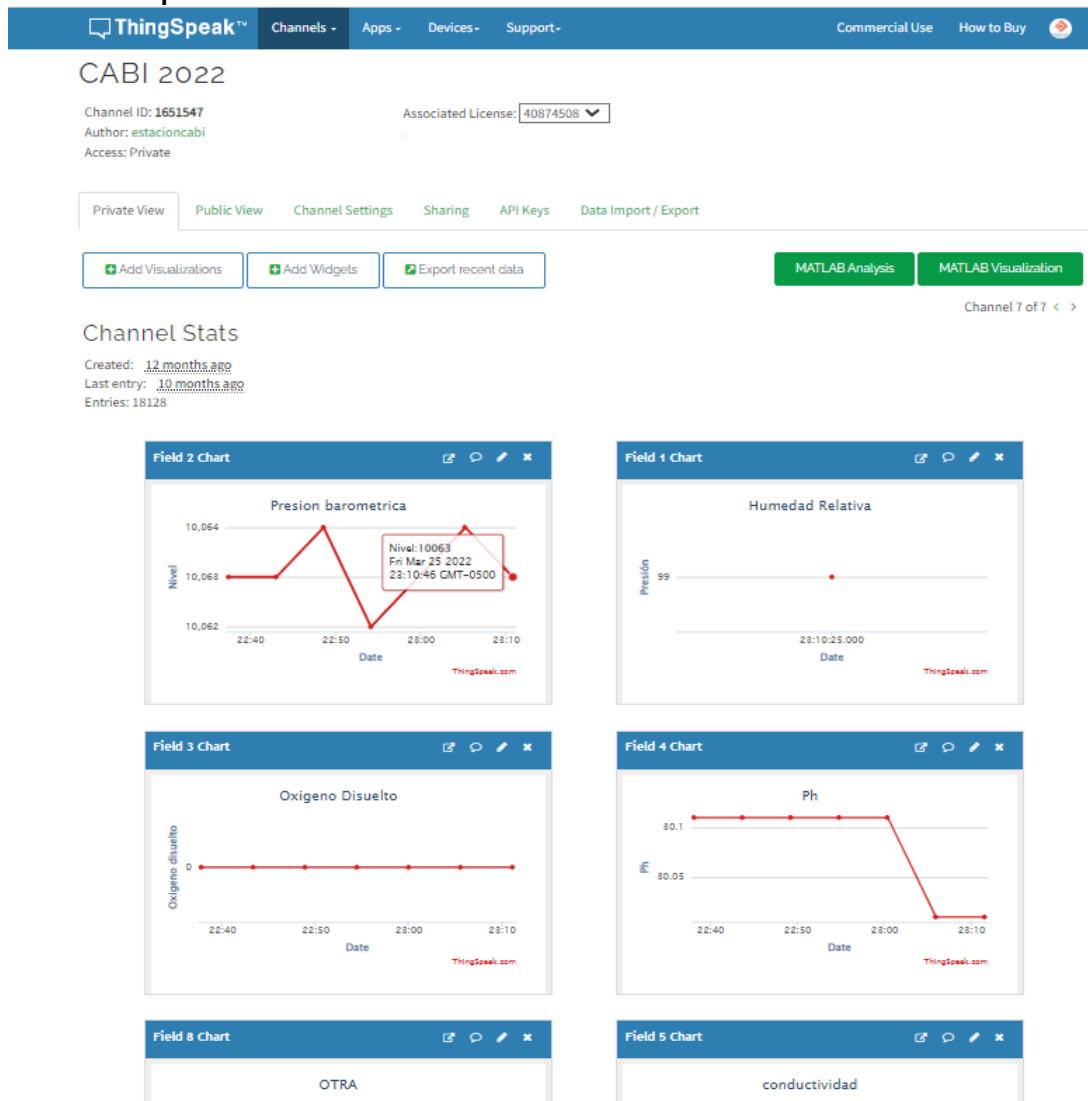 ThingSpeak™ Channels Apps Devices Support Commercial Use How to Buy
CABI 2022
Channel ID: 1651547 Associated License: 40874508
Author: estacioncabi
Access: Private
Private View Public View Channel Settings Sharing API Keys Data Import / Export
Add Visualizations Add Widgets Export recent data MATLAB Analysis MATLAB Visualization
Channel 7 of 7 < >
Channel Stats
Created: 12 months ago
Last entry: 10 months ago
Entries: 18128
Field 2 Chart
Presion barometrica
Nivel
10,064
10,063
10,062
Nivel:10063
Fri Mar 25 2022
23:10:46 GMT-0500
22:40 22:50 23:00 23:10
Date
ThingSpeak.com
Field 1 Chart
Humedad Relativa
Presión
99
23:10:25.000
Date
ThingSpeak.com
Field 3 Chart
Oxigeno Disuelto
Oxigeno disuelto
0
22:40 22:50 23:00 23:10
Date
ThingSpeak.com
Field 4 Chart
Ph
Ph
80.1
80.05
22:40 22:50 23:00 23:10
Date
ThingSpeak.com
Field 8 Chart
OTRA
Field 5 Chart
conductividad